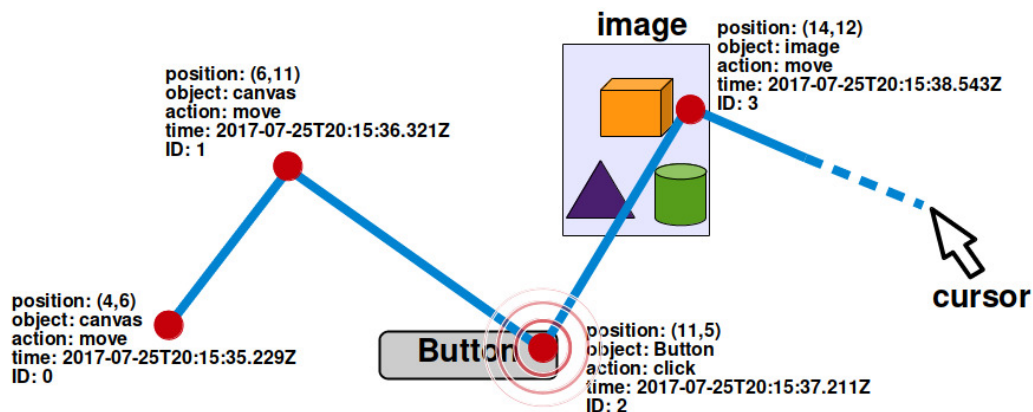 image
position: (14,12)
object: image
action: move
time: 2017-07-25T20:15:38.543Z
ID: 3
position: (6,11)
object: canvas
action: move
time: 2017-07-25T20:15:36.321Z
ID: 1
position: (4,6)
object: canvas
action: move
time: 2017-07-25T20:15:35.229Z
ID: 0
Button
position: (11,5)
object: Button
action: click
time: 2017-07-25T20:15:37.211Z
ID: 2
cursor